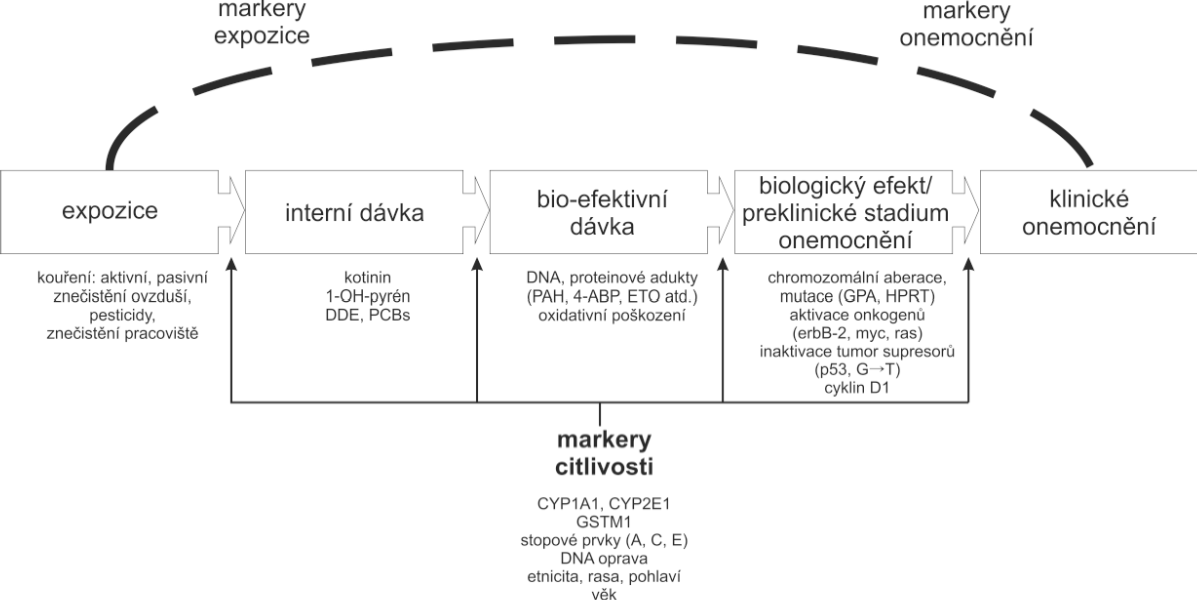 markery
expozice
markery
onemocnění
expozice
interní dávka
bio-efektivní
dávka
biologický efekt/
preklinické stadium
onemocnění
klinické
onemocnění
kouření: aktivní, pasivní
znečistění ovzduší,
pesticidy,
znečistění pracoviště
kotinin
1-OH-pyrén
DDE, PCBs
DNA, proteinové adukty
(PAH, 4-ABP, ETO atd.)
oxidativní poškození
chromozomální aberace,
mutace (GPA, HPRT)
aktivace onkogenů
(erbB-2, myc, ras)
inaktivace tumor supresorů
(p53, G→T)
cyklin D1
markery
citlivosti
CYP1A1, CYP2E1
GSTM1
stopové prvky (A, C, E)
DNA oprava
etnicita, rasa, pohlaví
věk